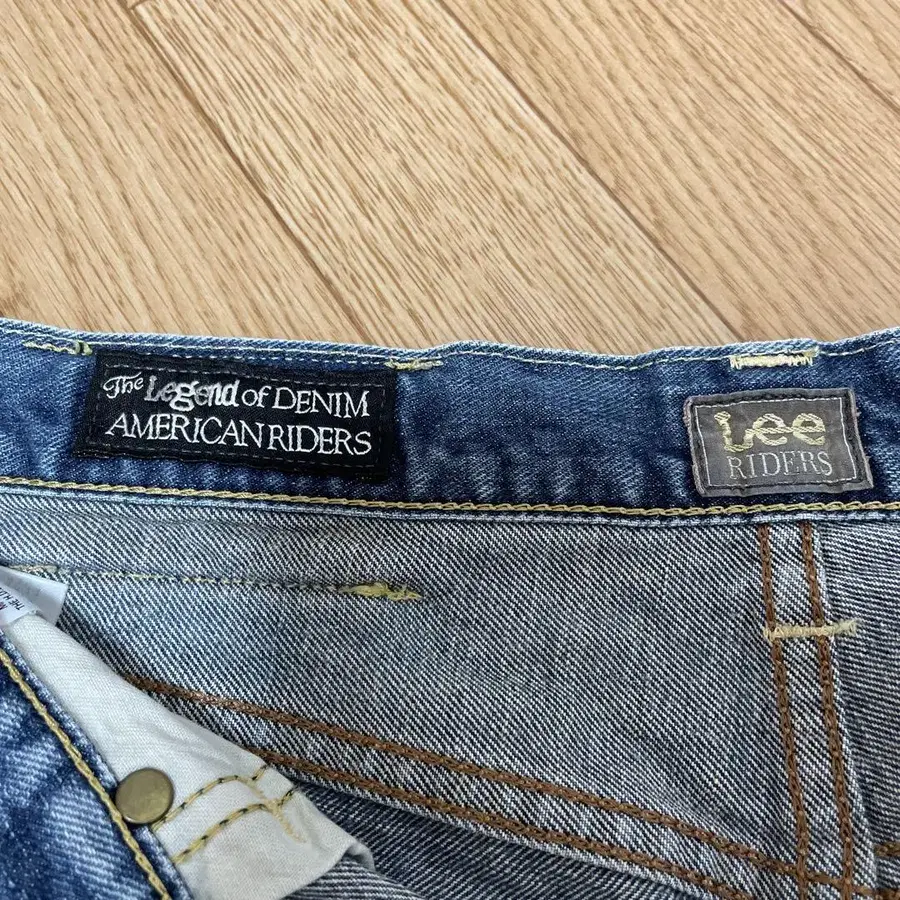 The Legend of DENIM
AMERICAN RIDERS
Lee
RIDERS